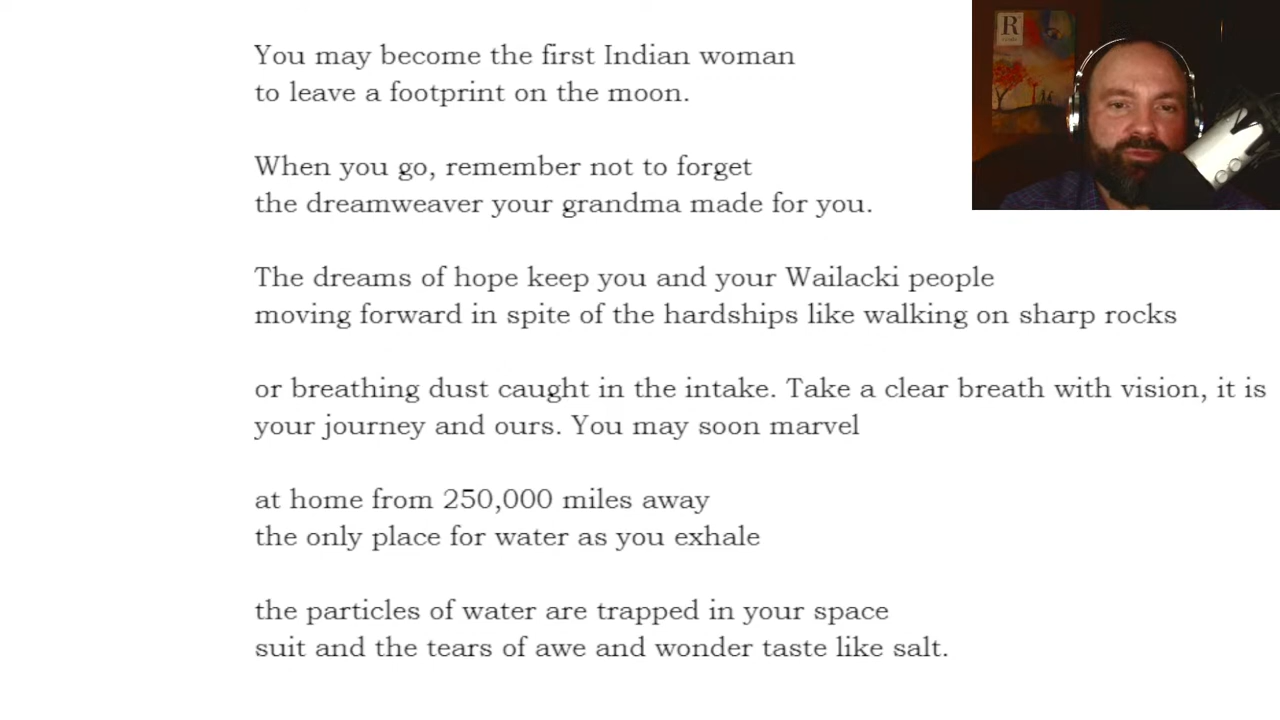 You may become the first Indian woman
to leave a footprint on the moon.
When you go, remember not to forget
the dreamweaver your grandma made for you.
The dreams of hope keep you and your Wailacki people
moving forward in spite of the hardships like walking on sharp rocks
or breathing dust caught in the intake. Take a clear breath with vision, it is
your journey and ours. You may soon marvel
at home from 250,000 miles away
the only place for water as you exhale
the particles of water are trapped in your space
suit and the tears of awe and wonder taste like salt.
R